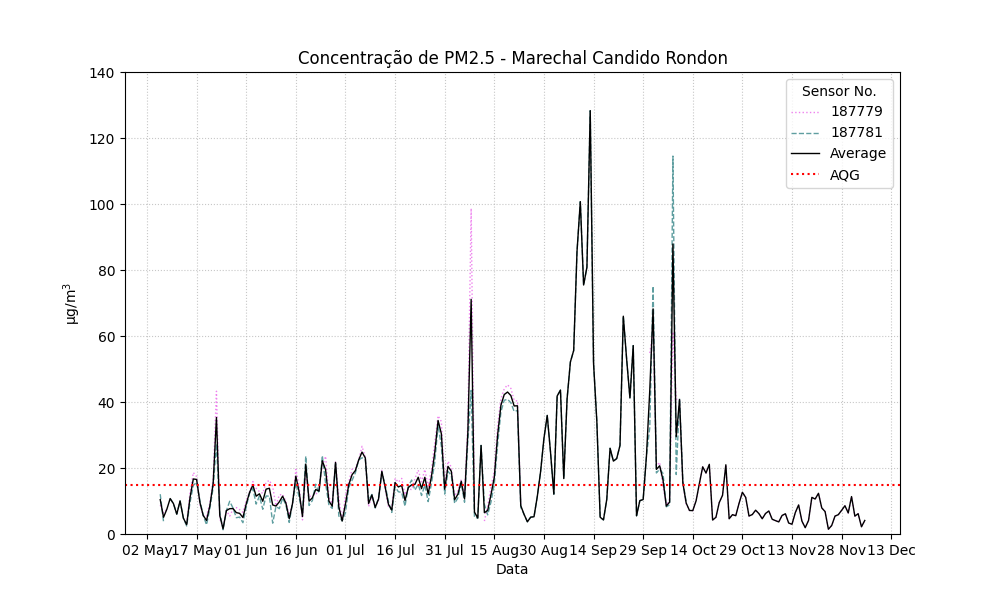 Concentração de PM2.5 - Marechal Candido Rondon
Sensor No.
187779
187781
Average
AQG
140
120
100
80
60
40
20
0
µg/m³
02 May 17 May 01 Jun 16 Jun 01 Jul 16 Jul 31 Jul 15 Aug 30 Aug 14 Sep 29 Sep 14 Oct 29 Oct 13 Nov 28 Nov 13 Dec
Data